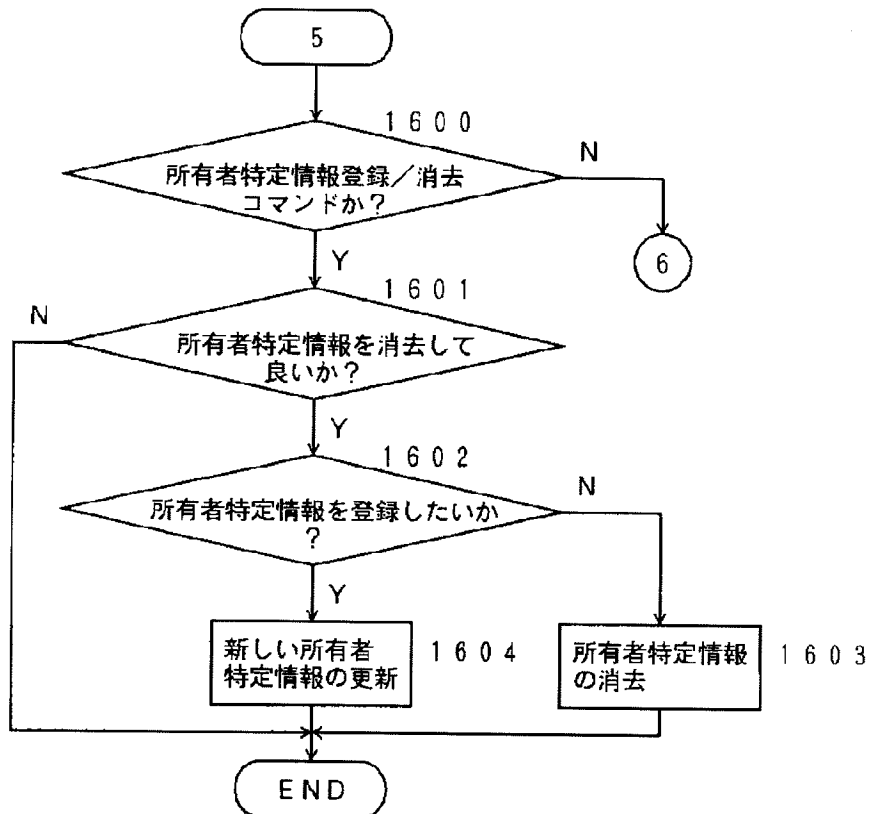 5
1600
所有者特定情報登録／消去
コマンドか？
N
6
Y
1601
N
所有者特定情報を消去して
良いか？
Y
1602
所有者特定情報を登録したいか
？
N
Y
新しい所有者
特定情報の更新
1604
所有者特定情報
の消去
1603
END